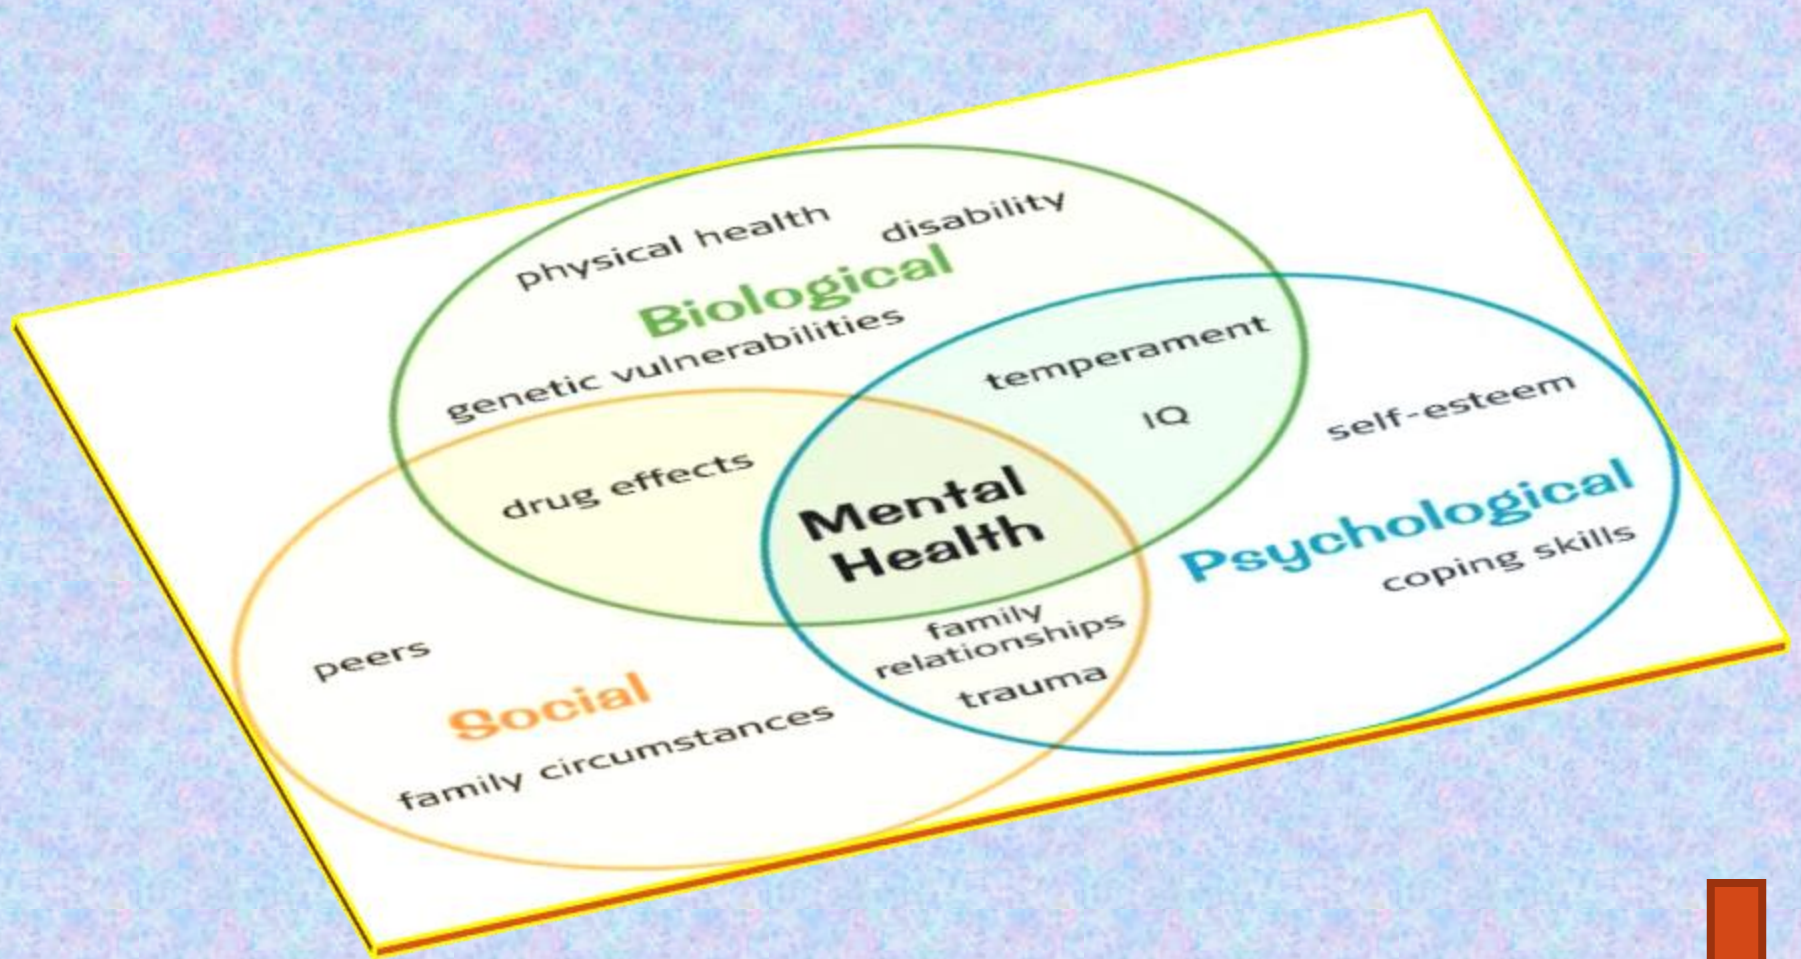 physical health
disability
Biological
genetic vulnerabilities
temperament
IQ
self-esteem
drug effects
Mental
Health
Psychological
coping skills
family
relationships
trauma
peers
Social
family circumstances